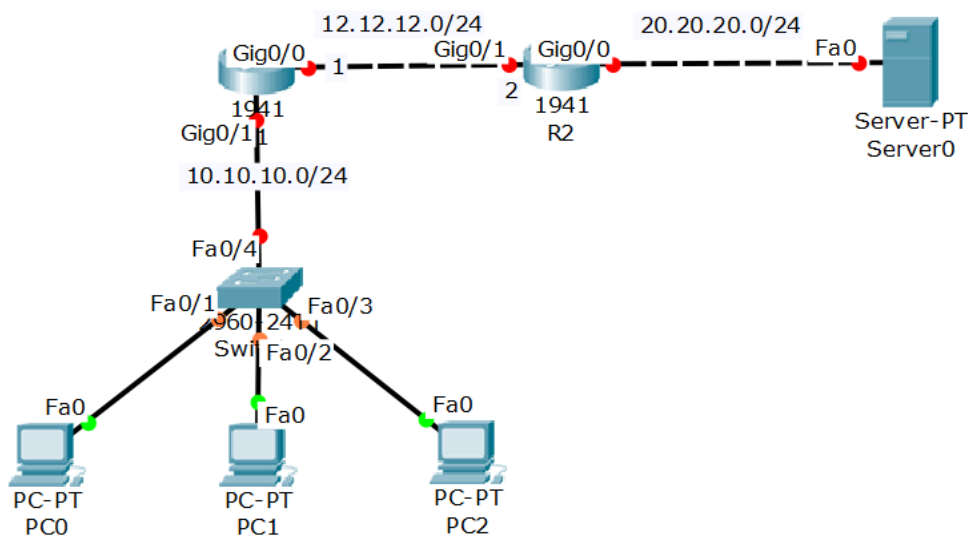 12.12.12.0/24
20.20.20.0/24
Gig0/0
1
Gig0/1
2
Gig0/0
Fa0
1941
1941
R2
Server-PT
Server0
Gig0/1
1
10.10.10.0/24
Fa0/4
Fa0/1
Fa0/3
Fa0/2
Fa0
Fa0
Fa0
PC-PT
PC0
PC-PT
PC1
PC-PT
PC2